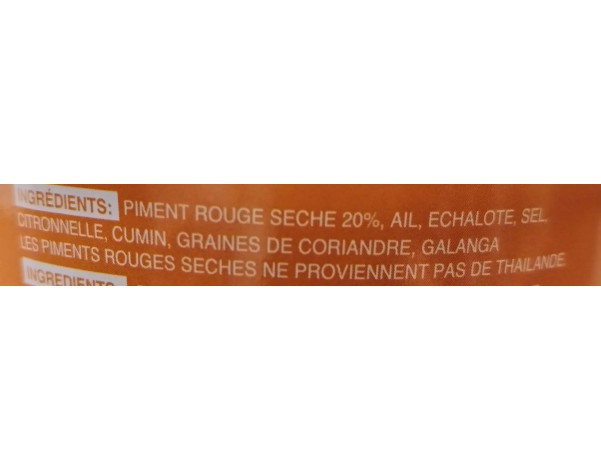 INGRÉDIENTS: PIMENT ROUGE SECHE 20%, AIL, ECHALOTE, SEL,
CITRONNELLE, CUMIN, GRAINES DE CORIANDRE, GALANGA
LES PIMENTS ROUGES SECHES NE PROVIENNENT PAS DE THAILANDE.
INGREDIENTS: